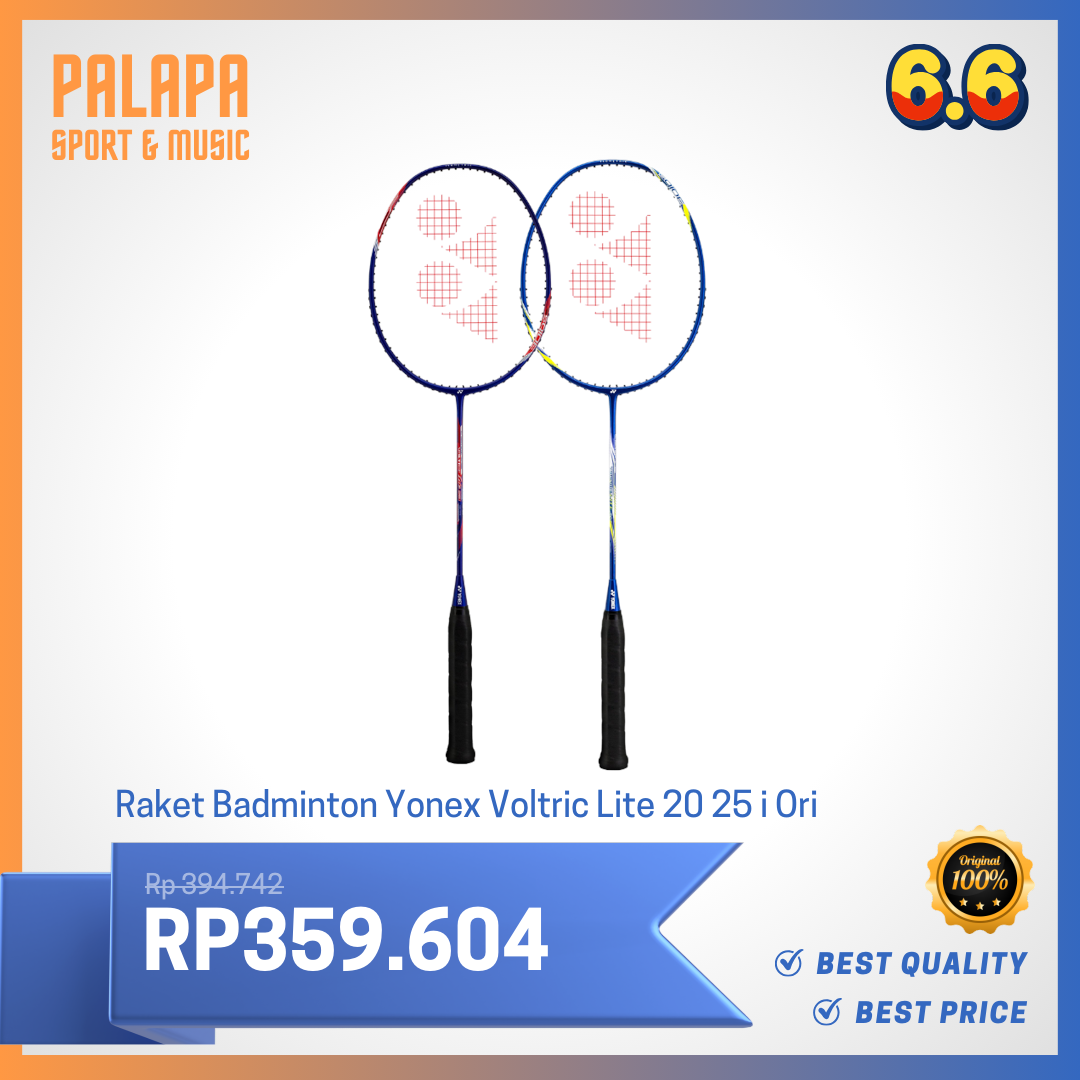 PALAPA
SPORT & MUSIC
6.6
Raket Badminton Yonex Voltric Lite 20 25 i Ori
Rp 394.742
RP359.604
Original
100%
BEST QUALITY
BEST PRICE